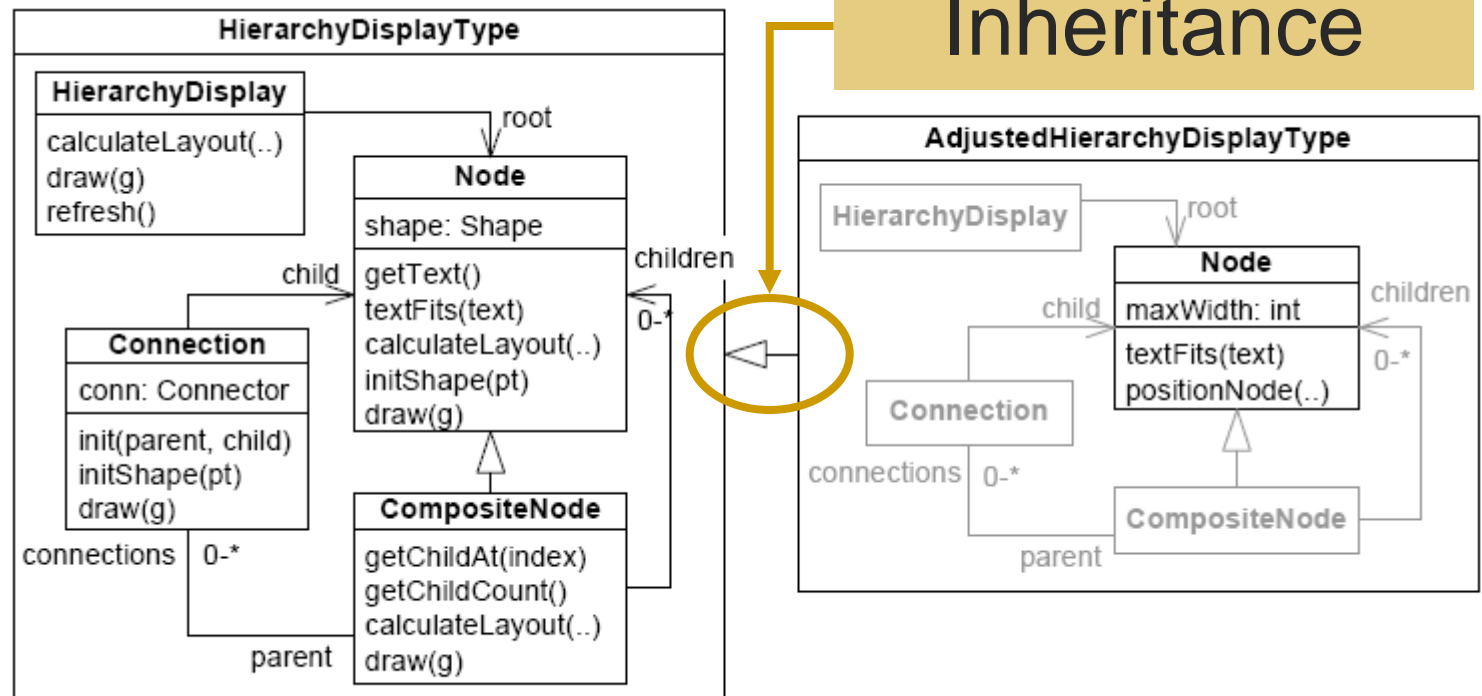 Inheritance
HierarchyDisplayType
HierarchyDisplay
calculateLayout(..)
draw(g)
refresh()
root
Node
shape: Shape
getText()
textFits(text)
calculateLayout(..)
initShape(pt)
draw(g)
child
children
0-*
Connection
conn: Connector
init(parent, child)
initShape(pt)
draw(g)
connections
0-*
CompositeNode
getChildAt(index)
getChildCount()
calculateLayout(..)
draw(g)
parent
AdjustedHierarchyDisplayType
HierarchyDisplay
root
Node
maxWidth: int
textFits(text)
positionNode(..)
child
children
0-*
Connection
connections
0-*
CompositeNode
parent